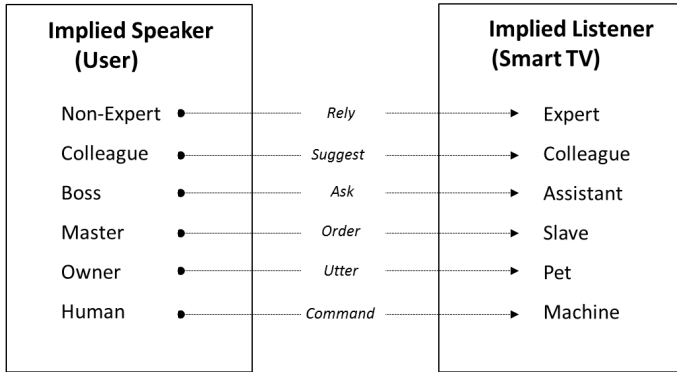 Implied Speaker
(User)
Implied Listener
(Smart TV)
Non-Expert Rely Expert
Colleague Suggest Colleague
Boss Ask Assistant
Master Order Slave
Owner Utter Pet
Human Command Machine